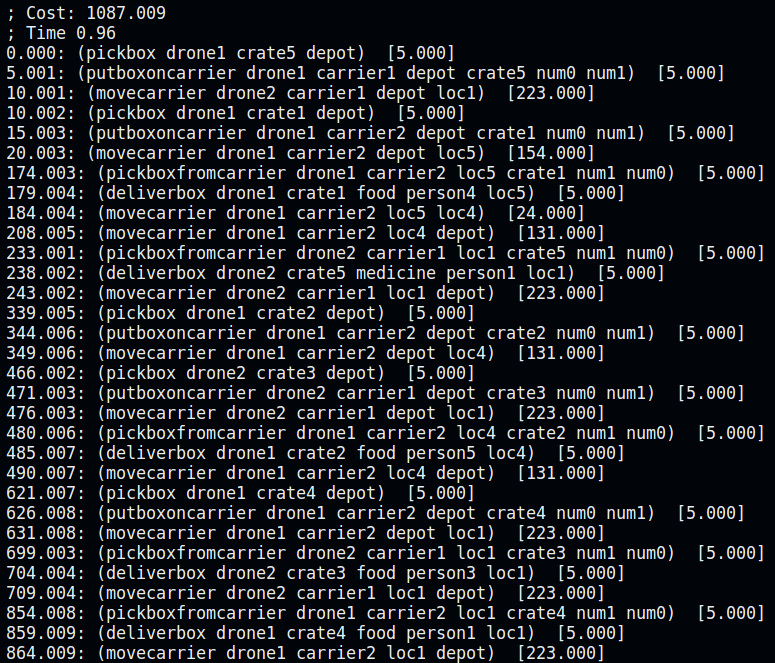 ; Cost: 1087.009
; Time 0.96
0.000: (pickbox drone1 crate5 depot)  [5.000]
5.001: (putboxoncarrier drone1 carrier1 depot crate5 num0 num1)  [5.000]
10.001: (movecarrier drone2 carrier1 depot loc1)  [223.000]
10.002: (pickbox drone1 crate1 depot)  [5.000]
15.003: (putboxoncarrier drone1 carrier2 depot crate1 num0 num1)  [5.000]
20.003: (movecarrier drone1 carrier2 depot loc5)  [154.000]
174.003: (pickboxfromcarrier drone1 carrier2 loc5 crate1 num1 num0)  [5.000]
179.004: (deliverbox drone1 crate1 food person4 loc5)  [5.000]
184.004: (movecarrier drone1 carrier2 loc5 loc4)  [24.000]
208.005: (movecarrier drone1 carrier2 loc4 depot)  [131.000]
233.001: (pickboxfromcarrier drone2 carrier1 loc1 crate5 num1 num0)  [5.000]
238.002: (deliverbox drone2 crate5 medicine person1 loc1)  [5.000]
243.002: (movecarrier drone2 carrier1 loc1 depot)  [223.000]
339.005: (pickbox drone1 crate2 depot)  [5.000]
344.006: (putboxoncarrier drone1 carrier2 depot crate2 num0 num1)  [5.000]
349.006: (movecarrier drone1 carrier2 depot loc4)  [131.000]
466.002: (pickbox drone2 crate3 depot)  [5.000]
471.003: (putboxoncarrier drone2 carrier1 depot crate3 num0 num1)  [5.000]
476.003: (movecarrier drone2 carrier1 depot loc1)  [223.000]
480.006: (pickboxfromcarrier drone1 carrier2 loc4 crate2 num1 num0)  [5.000]
485.007: (deliverbox drone1 crate2 food person5 loc4)  [5.000]
490.007: (movecarrier drone1 carrier2 loc4 depot)  [131.000]
621.007: (pickbox drone1 crate4 depot)  [5.000]
626.008: (putboxoncarrier drone1 carrier2 depot crate4 num0 num1)  [5.000]
631.008: (movecarrier drone1 carrier2 depot loc1)  [223.000]
699.003: (pickboxfromcarrier drone2 carrier1 loc1 crate3 num1 num0)  [5.000]
704.004: (deliverbox drone2 crate3 food person3 loc1)  [5.000]
709.004: (movecarrier drone2 carrier1 loc1 depot)  [223.000]
854.008: (pickboxfromcarrier drone1 carrier2 loc1 crate4 num1 num0)  [5.000]
859.009: (deliverbox drone1 crate4 food person1 loc1)  [5.000]
864.009: (movecarrier drone1 carrier2 loc1 depot)  [223.000]